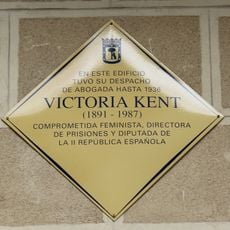 EN ESTE EDIFICIO
TUVO SU DESPACHO
DE ABOGADA HASTA 1936
VICTORIA KENT
(1891 - 1987)
COMPROMETIDA FEMINISTA, DIRECTORA
DE PRISIONES Y DIPUTADA DE
LA II REPÚBLICA ESPAÑOLA